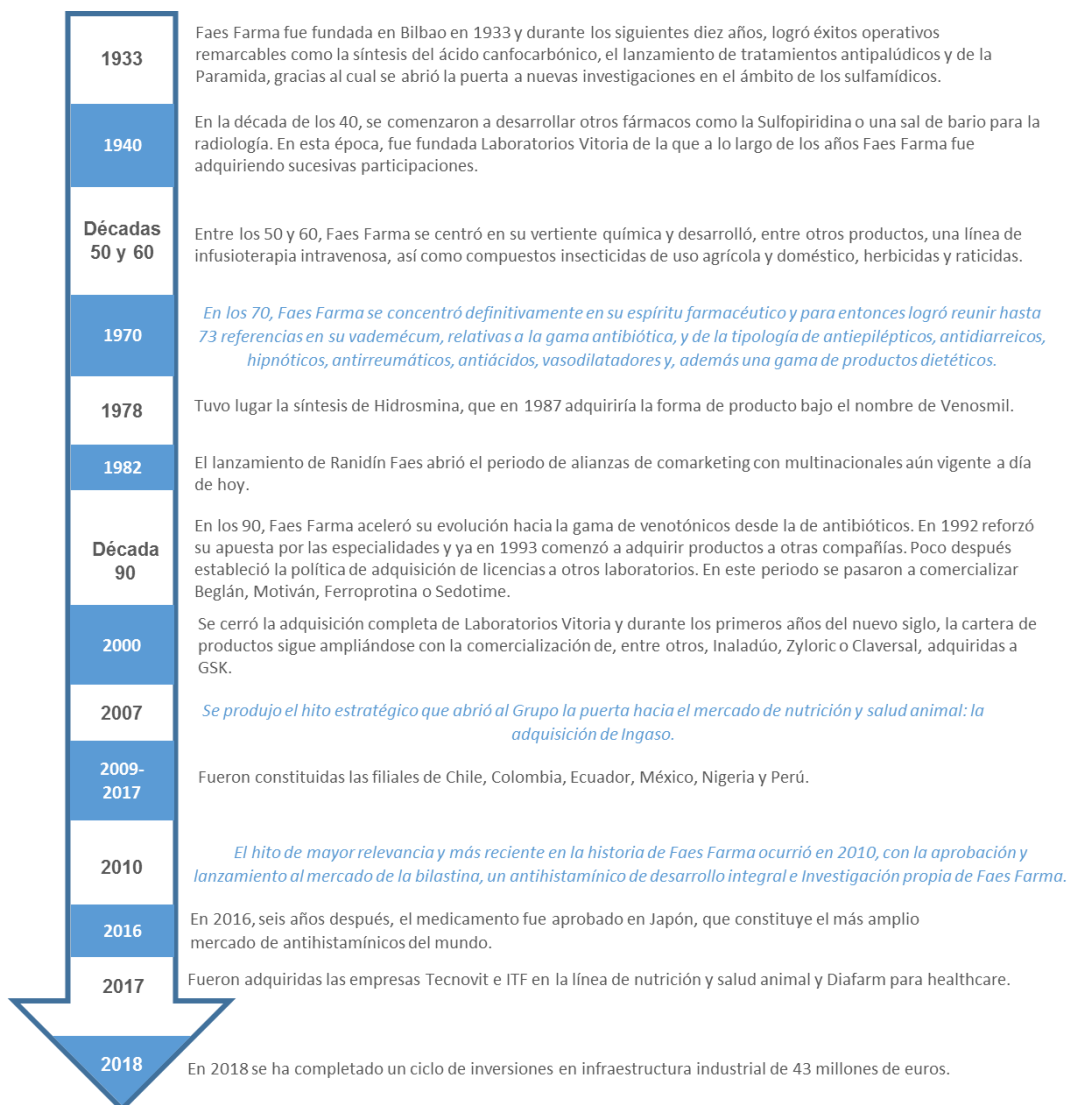 1933
Faes Farma fue fundada en Bilbao en 1933 y durante los siguientes diez años, logró éxitos operativos
remarcables como la síntesis del ácido canfocarbónico, el lanzamiento de tratamientos antipalúdicos y de la
Paramida, gracias al cual se abrió la puerta a nuevas investigaciones en el ámbito de los sulfamídicos.
1940
En la década de los 40, se comenzaron a desarrollar otros fármacos como la Sulfopiridina o una sal de bario para la
radiología. En esta época, fue fundada Laboratorios Vitoria de la que a lo largo de los años Faes Farma fue
adquiriendo sucesivas participaciones.
Décadas
50 y 60
Entre los 50 y 60, Faes Farma se centró en su vertiente química y desarrolló, entre otros productos, una línea de
infusioterapia intravenosa, así como compuestos insecticidas de uso agrícola y doméstico, herbicidas y raticidas.
1970
En los 70, Faes Farma se concentró definitivamente en su espíritu farmacéutico y para entonces logró reunir hasta
73 referencias en su vademécum, relativas a la gama antibiótica, y de la tipología de antiepilépticos, antidiarreicos,
hipnóticos, antirreumáticos, antiácidos, vasodilatadores y, además una gama de productos dietéticos.
1978
Tuvo lugar la síntesis de Hidrosmina, que en 1987 adquiriría la forma de producto bajo el nombre de Venosmil.
1982
El lanzamiento de Ranidín Faes abrió el periodo de alianzas de comarketing con multinacionales aún vigente a día
de hoy.
Década
90
En los 90, Faes Farma aceleró su evolución hacia la gama de venotónicos desde la de antibióticos. En 1992 reforzó
su apuesta por las especialidades y ya en 1993 comenzó a adquirir productos a otras compañías. Poco después
estableció la política de adquisición de licencias a otros laboratorios. En este periodo se pasaron a comercializar
Beglán, Motiván, Ferroprotina o Sedotime.
2000
Se cerró la adquisición completa de Laboratorios Vitoria y durante los primeros años del nuevo siglo, la cartera de
productos sigue ampliándose con la comercialización de, entre otros, Inaladúo, Zyloric o Claversal, adquiridas a
GSK.
2007
Se produjo el hito estratégico que abrió al Grupo la puerta hacia el mercado de nutrición y salud animal: la
adquisición de Ingaso.
2009-
2017
Fueron constituidas las filiales de Chile, Colombia, Ecuador, México, Nigeria y Perú.
2010
El hito de mayor relevancia y más reciente en la historia de Faes Farma ocurrió en 2010, con la aprobación y
lanzamiento al mercado de la bilastina, un antihistamínico de desarrollo integral e Investigación propia de Faes Farma.
2016
En 2016, seis años después, el medicamento fue aprobado en Japón, que constituye el más amplio
mercado de antihistamínicos del mundo.
2017
Fueron adquiridas las empresas Tecnovit e ITF en la línea de nutrición y salud animal y Diafarm para healthcare.
2018
En 2018 se ha completado un ciclo de inversiones en infraestructura industrial de 43 millones de euros.